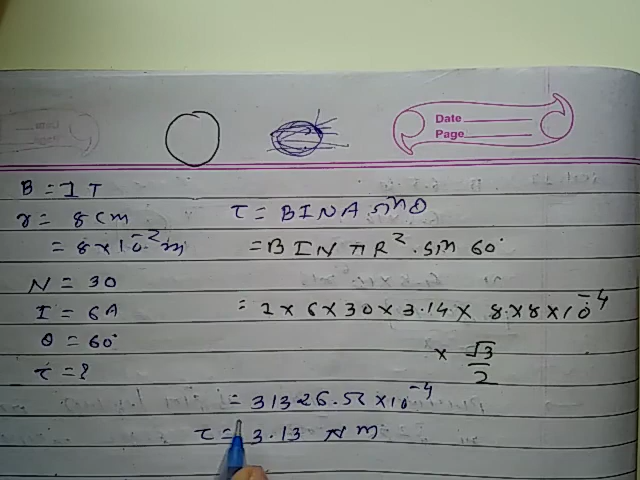 Date
Page
B = 1 T
r = 8 cm τ = BINA sinθ
= 8×10⁻² m = BIN πR². sin 60°
N = 30
I = 6A = 1 × 6 × 30 × 3.14 × 8×8×10⁻⁴
θ = 60° × √3/2
τ = ?
= 31326.52 ×10⁻⁴
τ = 3.13 N m